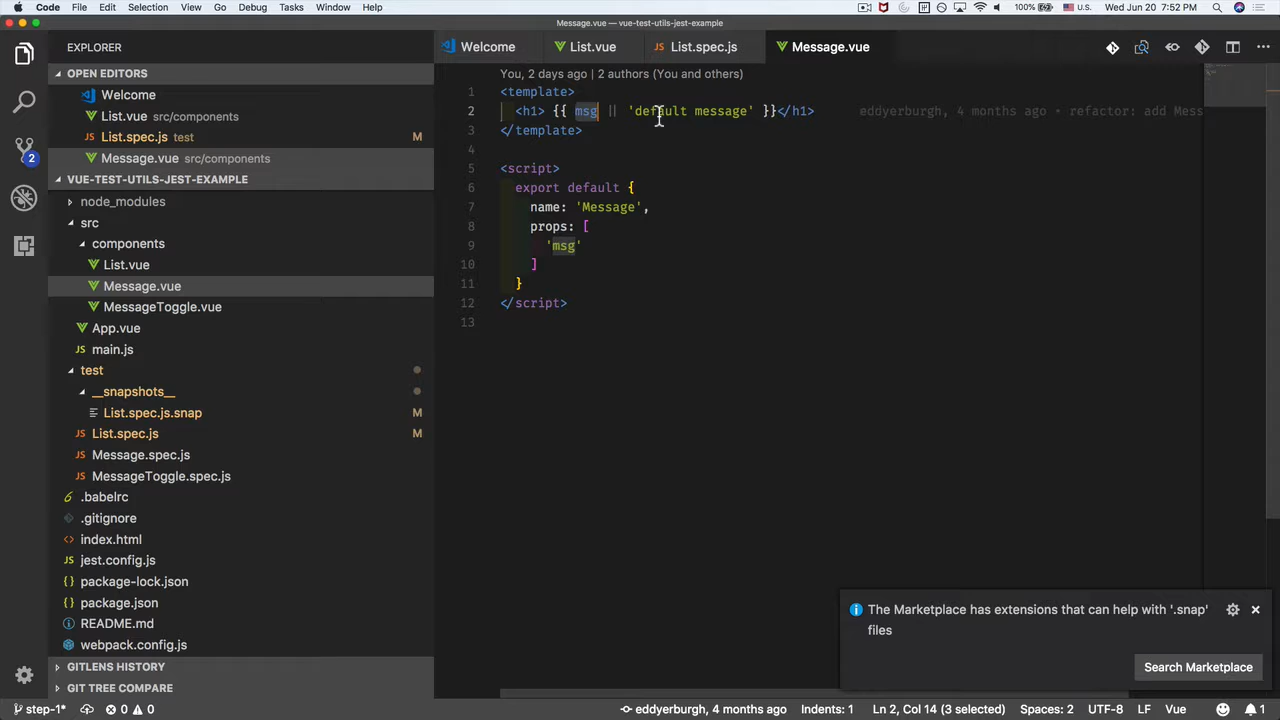 Code File Edit Selection View Go Debug Tasks Window Help 100% U.S. Wed Jun 20 7:52 PM
Message.vue — vue-test-utils-jest-example
EXPLORER
OPEN EDITORS
Welcome
List.vue src/components
List.spec.js test M
Message.vue src/components
VUE-TEST-UTILS-JEST-EXAMPLE
node_modules
src
components
List.vue
Message.vue
MessageToggle.vue
App.vue
JS main.js
test
__snapshots__
List.spec.js.snap M
JS List.spec.js M
JS Message.spec.js
JS MessageToggle.spec.js
.babelrc
.gitignore
<> index.html
JS jest.config.js
{} package-lock.json
{} package.json
README.md
webpack.config.js
GITLENS HISTORY
GIT TREE COMPARE
2
Welcome List.vue JS List.spec.js Message.vue
You, 2 days ago | 2 authors (You and others)
1 <template>
2 <h1> {{ msg || 'default message' }}</h1> eddyerburgh, 4 months ago • refactor: add Mess
3 </template>
4
5 <script>
6 export default {
7 name: 'Message',
8 props: [
9 'msg'
10 ]
11 }
12 </script>
13
The Marketplace has extensions that can help with '.snap'
files
Search Marketplace
step-1* 0 0 eddyerburgh, 4 months ago Indents: 1 Ln 2, Col 14 (3 selected) Spaces: 2 UTF-8 LF Vue 1